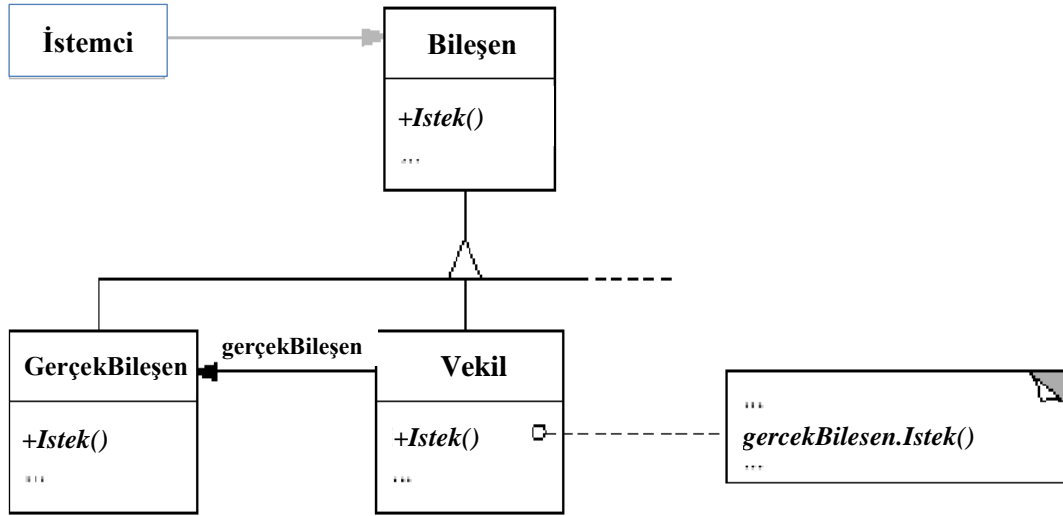 İstemci
Bileşen
+Istek()
...
GerçekBileşen
+Istek()
...
gerçekBileşen
Vekil
+Istek()
...
...
gercekBilesen.Istek()
...